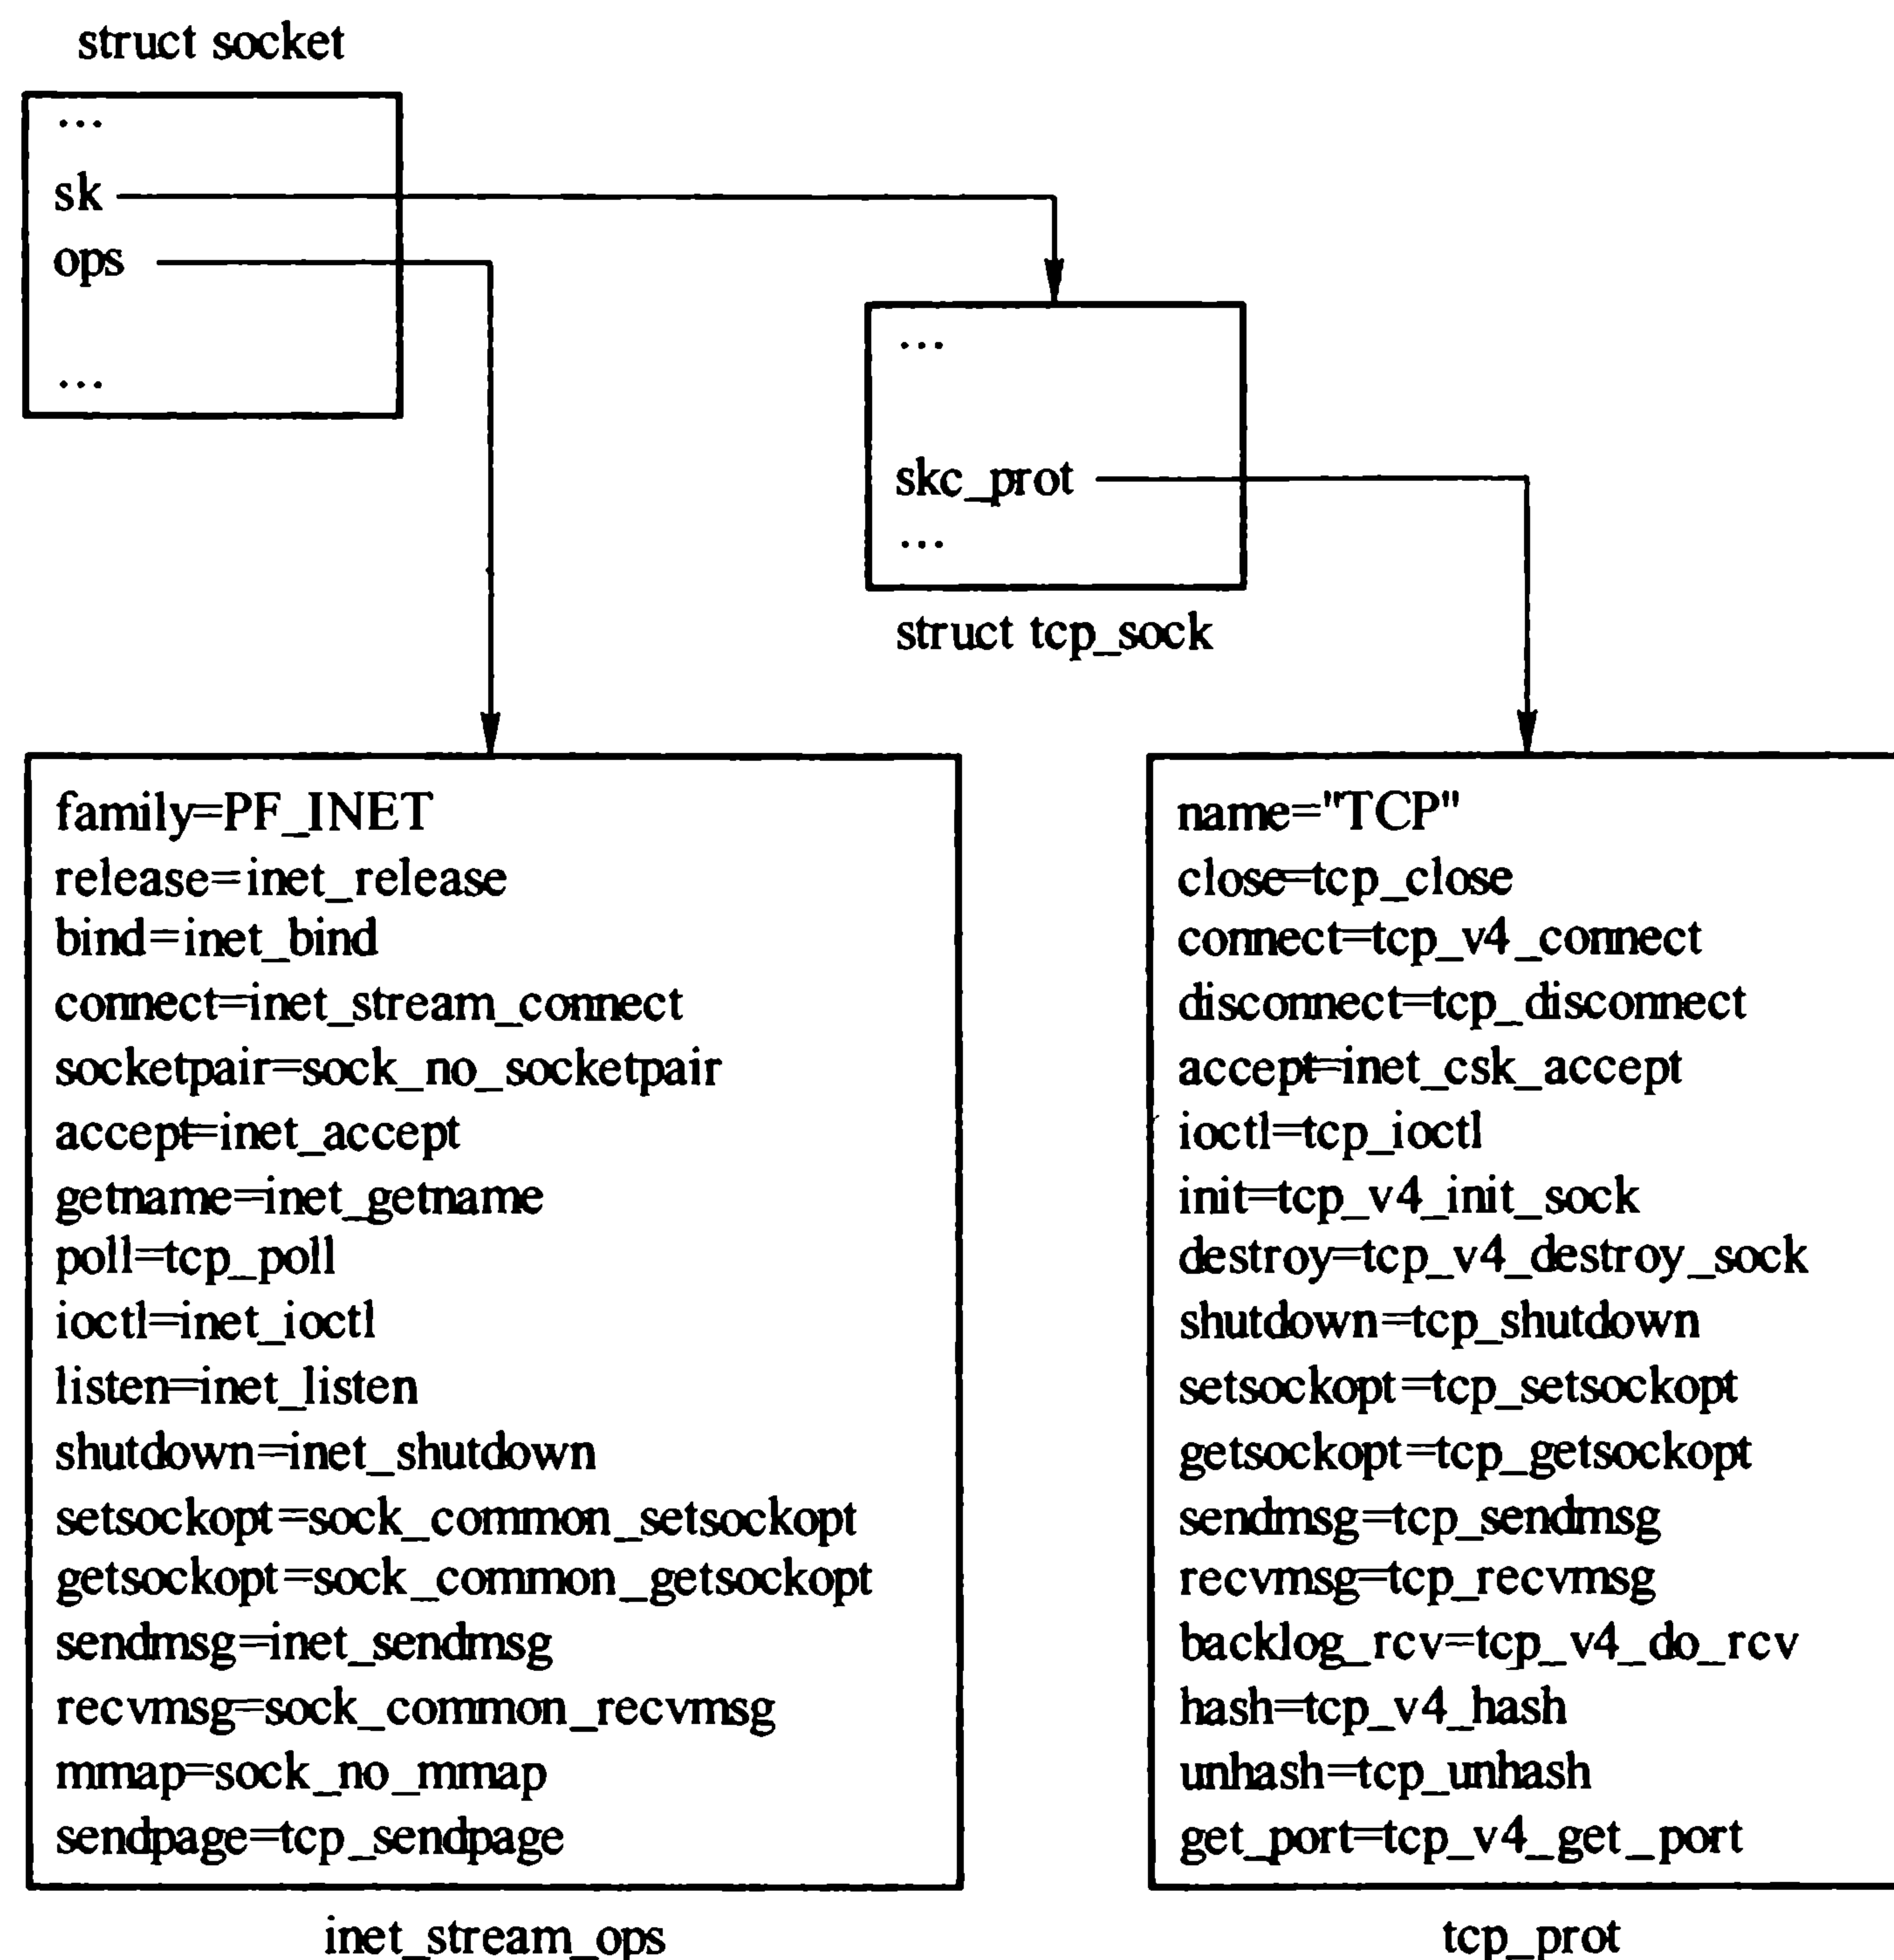 struct socket
...
sk
ops
...
...
skc_prot
...
struct tcp_sock
family=PF_INET
release=inet_release
bind=inet_bind
connect=inet_stream_connect
socketpair=sock_no_socketpair
accept=inet_accept
getname=inet_getname
poll=tcp_poll
ioctl=inet_ioctl
listen=inet_listen
shutdown=inet_shutdown
setsockopt=sock_common_setsockopt
getsockopt=sock_common_getsockopt
sendmsg=inet_sendmsg
recvmsg=sock_common_recvmsg
mmap=sock_no_mmap
sendpage=tcp_sendpage
inet_stream_ops
name="TCP"
close=tcp_close
connect=tcp_v4_connect
disconnect=tcp_disconnect
accept=inet_csk_accept
ioctl=tcp_ioctl
init=tcp_v4_init_sock
destroy=tcp_v4_destroy_sock
shutdown=tcp_shutdown
setsockopt=tcp_setsockopt
getsockopt=tcp_getsockopt
sendmsg=tcp_sendmsg
recvmsg=tcp_recvmsg
backlog_rcv=tcp_v4_do_rcv
hash=tcp_v4_hash
unhash=tcp_unhash
get_port=tcp_v4_get_port
tcp_prot